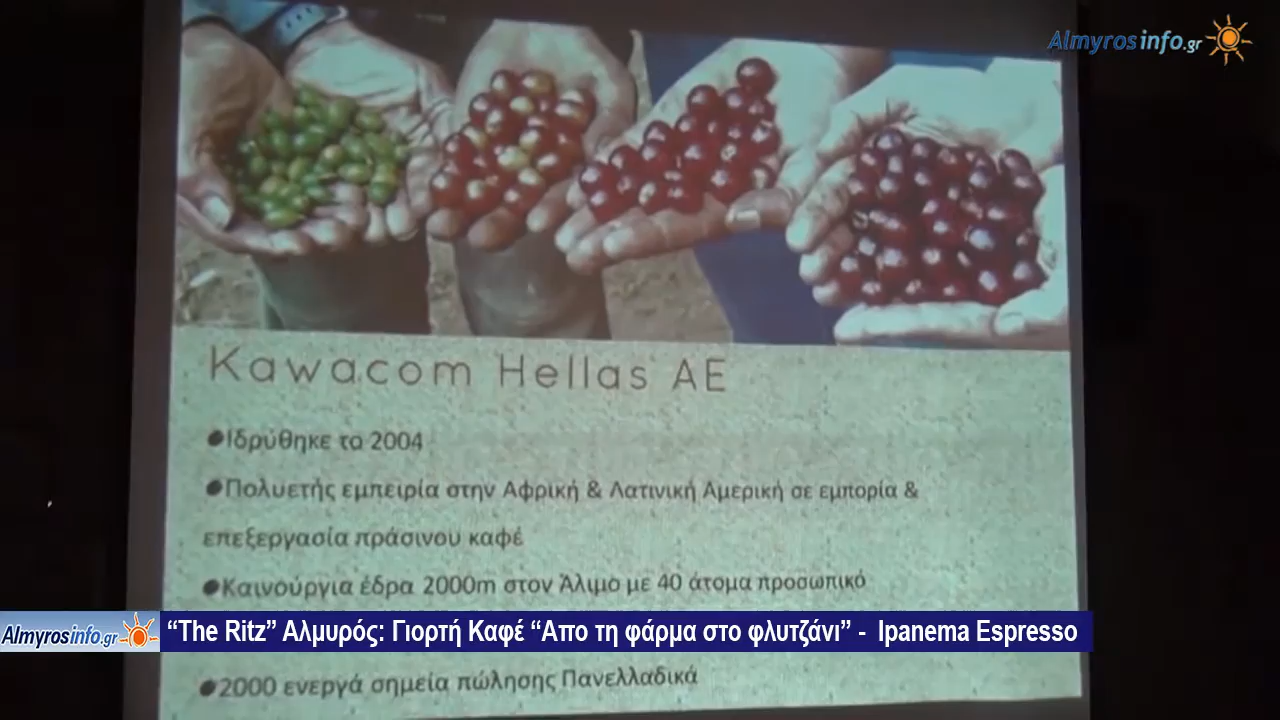 Almyrosinfo.gr
Kawacom Hellas AE
●Ιδρύθηκε το 2004
●Πολυετής εμπειρία στην Αφρική & Λατινική Αμερική σε εμπορία &
επεξεργασία πράσινου καφέ
●Καινούργια έδρα 2000m στον Άλιμο με 40 άτομα προσωπικό
Almyrosinfo.gr “The Ritz” Αλμυρός: Γιορτή Καφέ “Απο τη φάρμα στο φλυτζάνι” - Ipanema Espresso
●2000 ενεργά σημεία πώλησης Πανελλαδικά